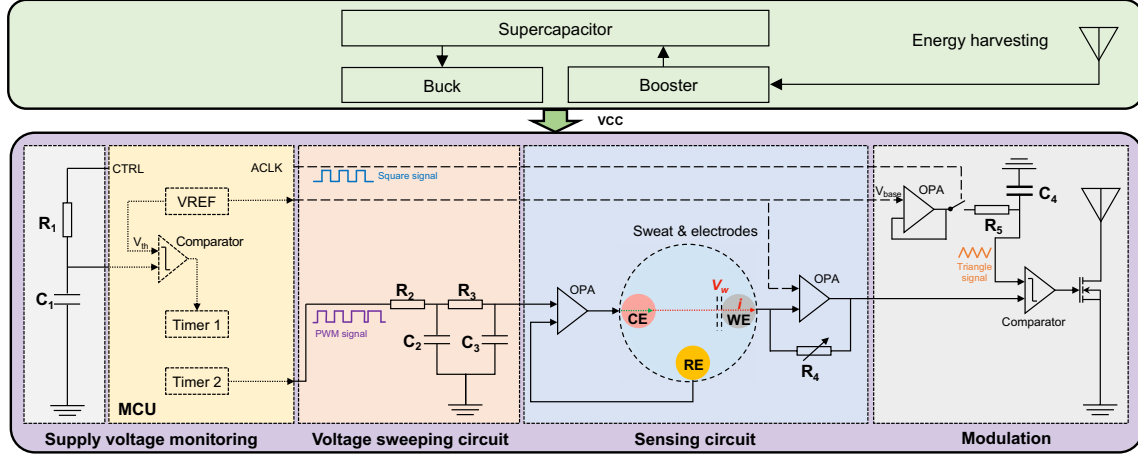 Supercapacitor
Energy harvesting
Buck
Booster
VCC
CTRL
ACLK
Square signal
VREF
R1
Vth
Comparator
C1
Timer 1
Timer 2
MCU
PWM signal
R2
R3
C2
C3
OPA
Sweat & electrodes
Vw
i
CE
WE
RE
OPA
R4
Vbase
OPA
C4
R5
Triangle
signal
Comparator
Supply voltage monitoring
Voltage sweeping circuit
Sensing circuit
Modulation